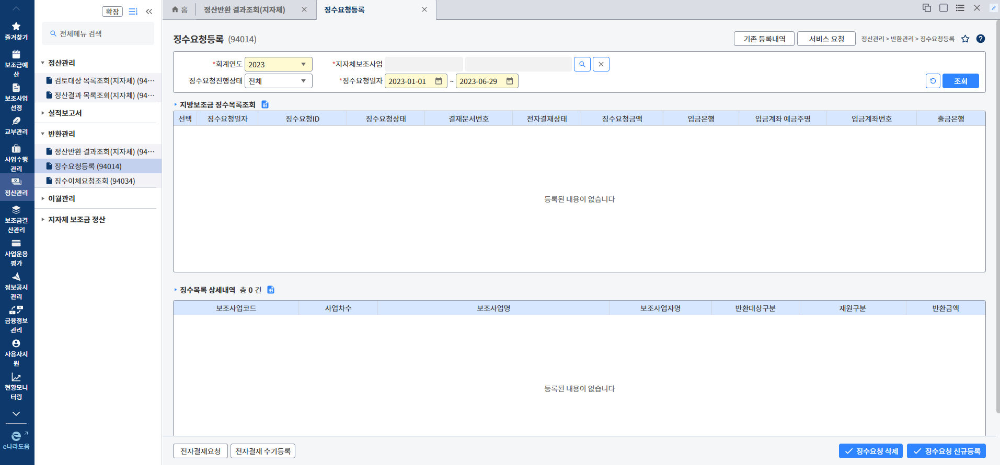 즐겨찾기
보조금예
산
보조사업
선정
교부관리
사업수행
관리
정산관리
보조금결
산관리
사업운용
평가
정보공시
관리
금융정보
관리
사용자지
원
현황모니
터링
e나라도움
확장
전체메뉴 검색
정산관리
검토대상 목록조회(지자체) (94···
정산결과 목록조회(지자체) (94···
실적보고서
반환관리
정산반환 결과조회(지자체) (94···
징수요청등록 (94014)
징수이체요청조회 (94034)
이월관리
지자체 보조금 정산
홈 정산반환 결과조회(지자체) 징수요청등록
징수요청등록 (94014) 기존 등록내역 서비스 요청 정산관리 > 반환관리 > 징수요청등록
*회계연도 2023 *지자체보조사업
징수요청진행상태 전체 *징수요청일자 2023-01-01 ~ 2023-06-29 조회
지방보조금 징수목록조회
선택 징수요청일자 징수요청ID 징수요청상태 결재문서번호 전자결재상태 징수요청금액 입금은행 입금계좌 예금주명 입금계좌번호 출금은행
등록된 내용이 없습니다
징수목록 상세내역 총 0 건
보조사업코드 사업차수 보조사업명 보조사업자명 반환대상구분 재원구분 반환금액
등록된 내용이 없습니다
전자결재요청 전자결재 수기등록 징수요청 삭제 징수요청 신규등록